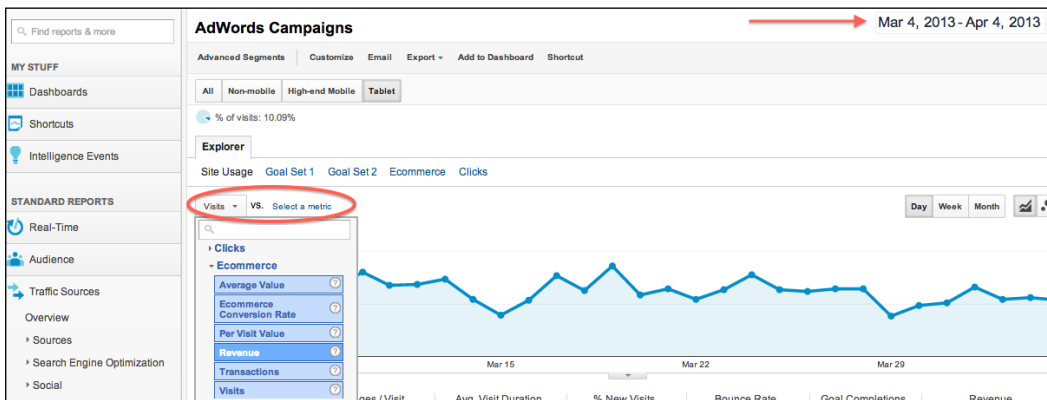 Find reports & more
MY STUFF
Dashboards
Shortcuts
Intelligence Events
STANDARD REPORTS
Real-Time
Audience
Traffic Sources
Overview
Sources
Search Engine Optimization
Social
AdWords Campaigns
Mar 4, 2013 - Apr 4, 2013
Advanced Segments Customize Email Export Add to Dashboard Shortcut
All Non-mobile High-end Mobile Tablet
% of visits: 10.09%
Explorer
Site Usage Goal Set 1 Goal Set 2 Ecommerce Clicks
Visits VS. Select a metric
Day Week Month
Clicks
Ecommerce
Average Value ?
Ecommerce
Conversion Rate ?
Per Visit Value ?
Revenue ?
Transactions ?
Visits ?
Mar 15 Mar 22 Mar 29
/ Visit Avg. Visit Duration % New Visits Bounce Rate Goal Completions Revenue